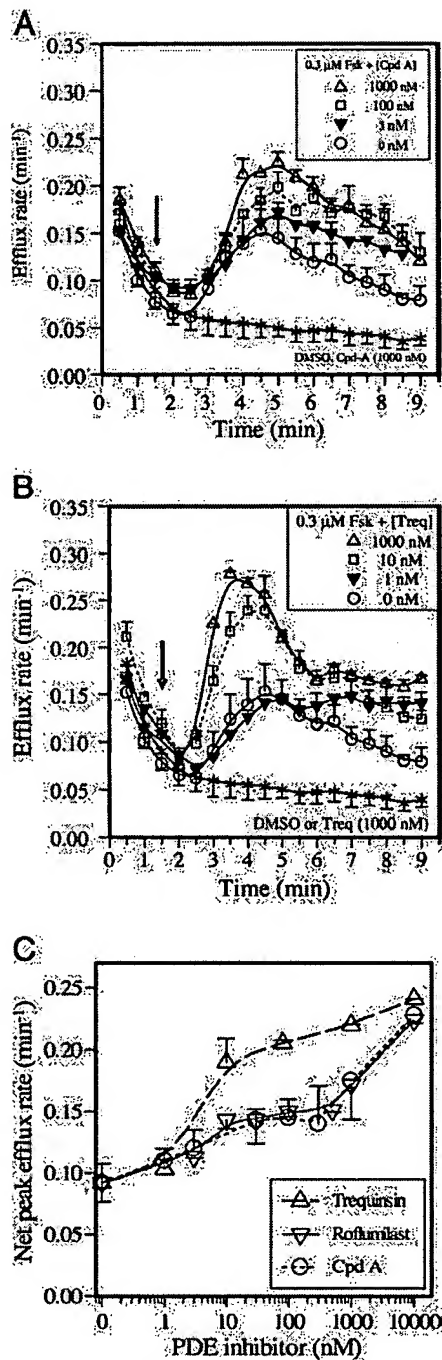 A
0.35
0.30
0.25
0.20
0.15
0.10
0.05
0.00
Efflux rate (min⁻¹)
0.3 µM Fsk + [Cpd A]
△ 1000 nM
□ 100 nM
▼ 3 nM
○ 0 nM
DMSO, Cpd-A (1000 nM)
0 1 2 3 4 5 6 7 8 9
Time (min)
B
0.35
0.30
0.25
0.20
0.15
0.10
0.05
0.00
Efflux rate (min⁻¹)
0.3 µM Fsk + [Treq]
△ 1000 nM
□ 10 nM
▼ 1 nM
○ 0 nM
DMSO or Treq (1000 nM)
0 1 2 3 4 5 6 7 8 9
Time (min)
C
0.25
0.20
0.15
0.10
0.05
0.00
Net peak efflux rate (min⁻¹)
Trequinsin
Roflumilast
Cpd A
0 1 10 100 1000 10000
PDE inhibitor (nM)